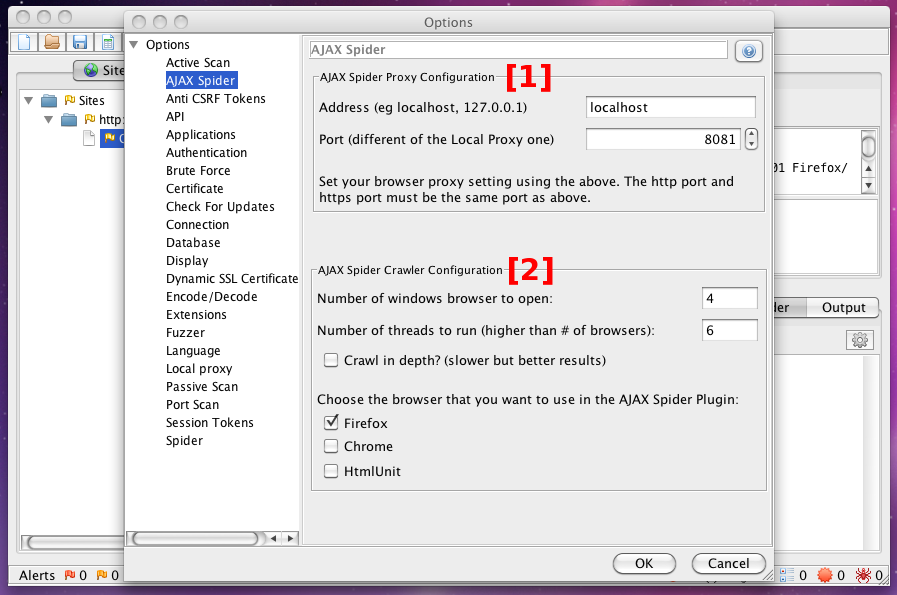 Options
Site
Sites
http:
Options
Active Scan
AJAX Spider
Anti CSRF Tokens
API
Applications
Authentication
Brute Force
Certificate
Check For Updates
Connection
Database
Display
Dynamic SSL Certificate
Encode/Decode
Extensions
Fuzzer
Language
Local proxy
Passive Scan
Port Scan
Session Tokens
Spider
AJAX Spider
AJAX Spider Proxy Configuration [1]
Address (eg localhost, 127.0.0.1) localhost
Port (different of the Local Proxy one) 8081
Set your browser proxy setting using the above. The http port and
https port must be the same port as above.
AJAX Spider Crawler Configuration [2]
Number of windows browser to open: 4
Number of threads to run (higher than # of browsers): 6
Crawl in depth? (slower but better results)
Choose the browser that you want to use in the AJAX Spider Plugin:
Firefox
Chrome
HtmlUnit
OK Cancel
01 Firefox/
der Output
Alerts 0 0 0 0 0